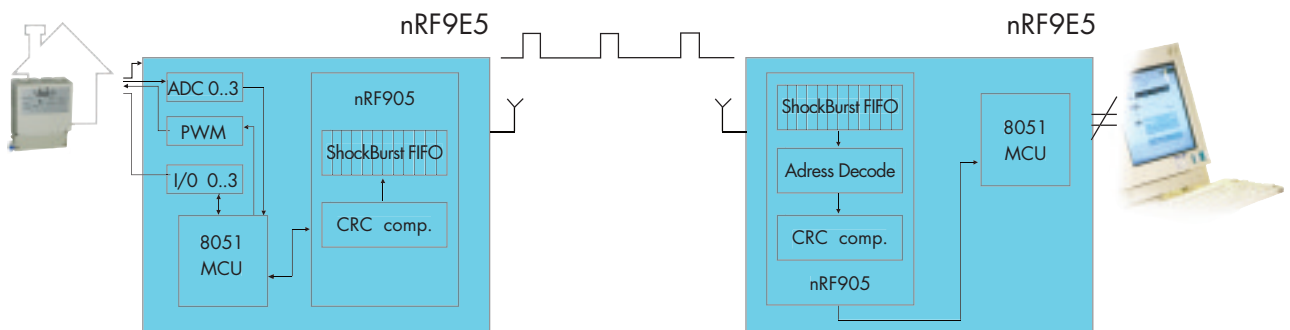 nRF9E5
nRF9E5
ADC 0..3
PWM
I/0 0..3
8051
MCU
nRF905
ShockBurst FIFO
CRC comp.
ShockBurst FIFO
Adress Decode
CRC comp.
nRF905
8051
MCU